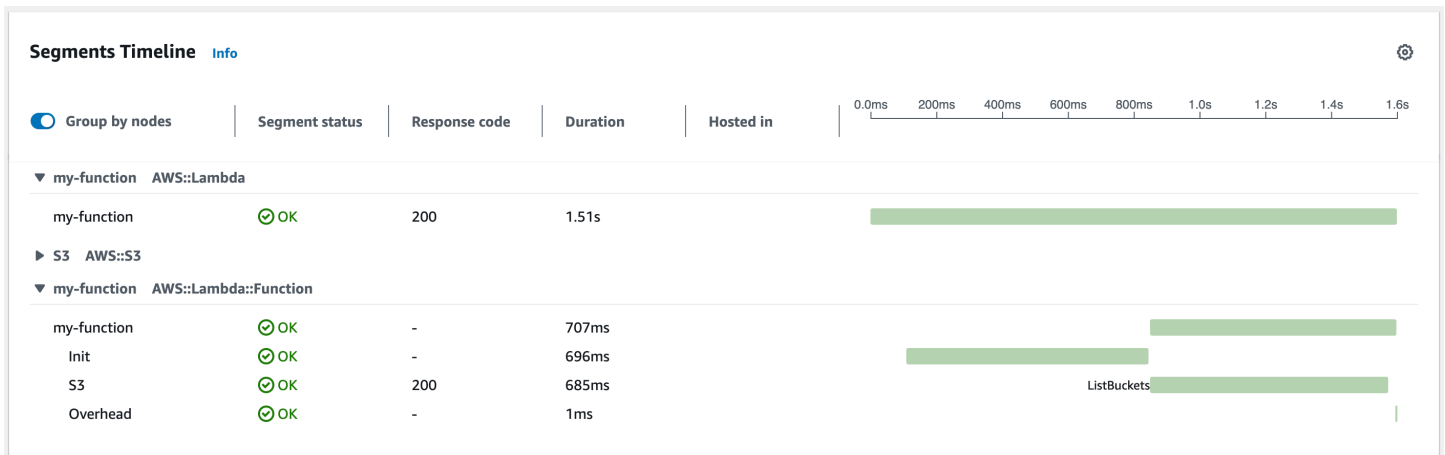 Segments Timeline Info
0.0ms 200ms 400ms 600ms 800ms 1.0s 1.2s 1.4s 1.6s
Group by nodes Segment status Response code Duration Hosted in
my-function AWS::Lambda
my-function OK 200 1.51s
S3 AWS::S3
my-function AWS::Lambda::Function
my-function OK - 707ms
Init OK - 696ms
S3 OK 200 685ms ListBuckets
Overhead OK - 1ms